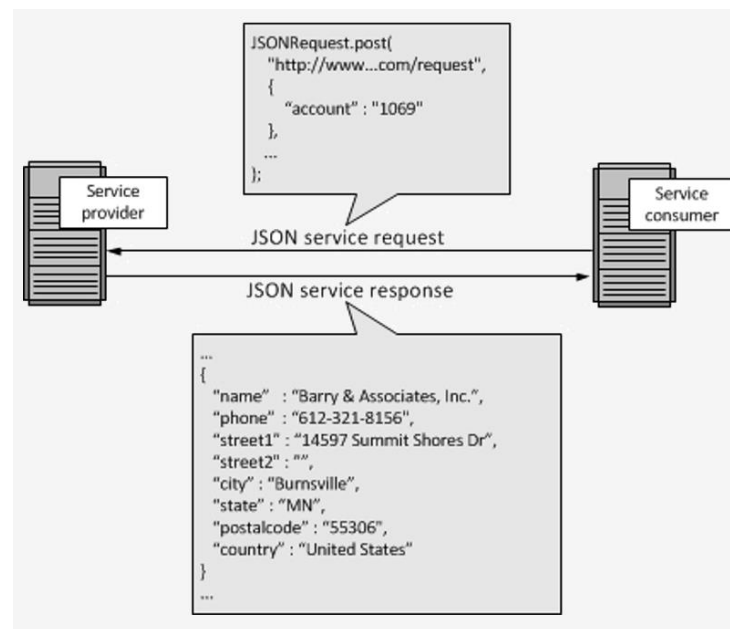 JSONRequest.post(
"http://www...com/request",
{
“account” : "1069"
},
...
};
Service
provider
Service
consumer
JSON service request
JSON service response
...
{
“name” : “Barry & Associates, Inc.”,
“phone” : “612-321-8156",
“street1" : “14597 Summit Shores Dr”,
“street2" : “”,
“city” : “Burnsville”,
“state” : “MN”,
“postalcode” : “55306",
“country” : “United States”
}
...